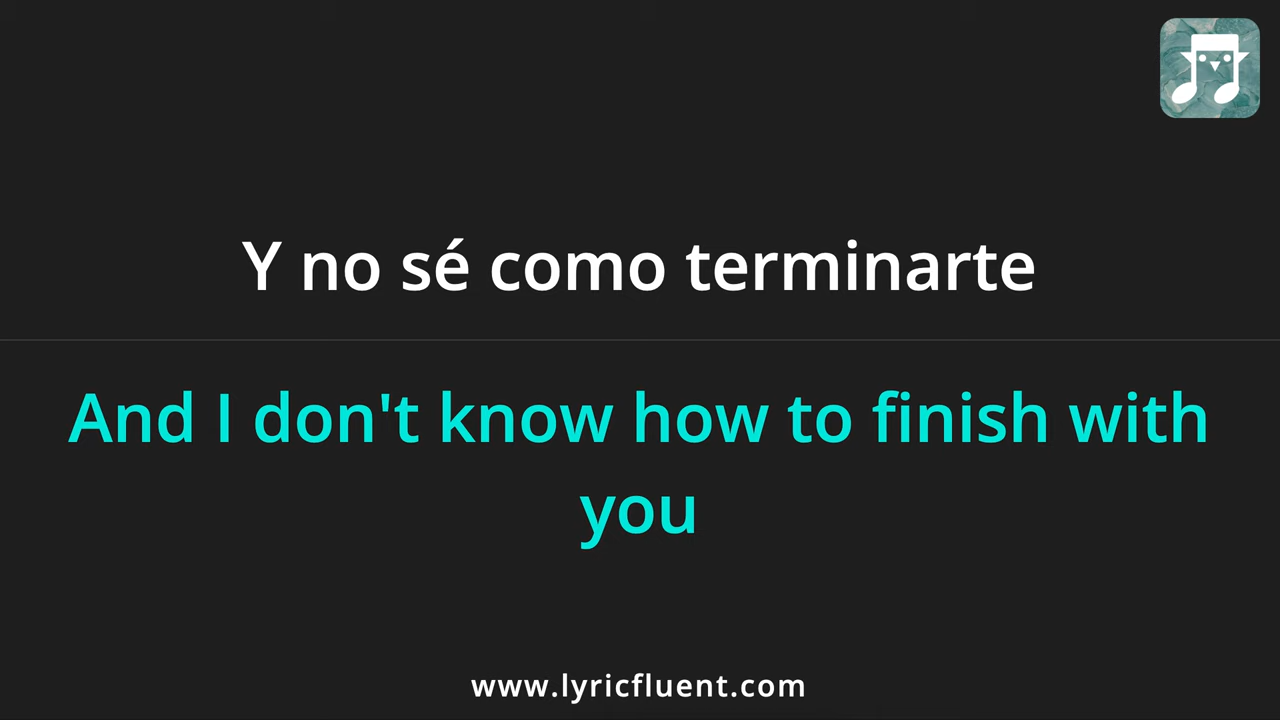 Y no sé como terminarte
And I don't know how to finish with
you
www.lyricfluent.com